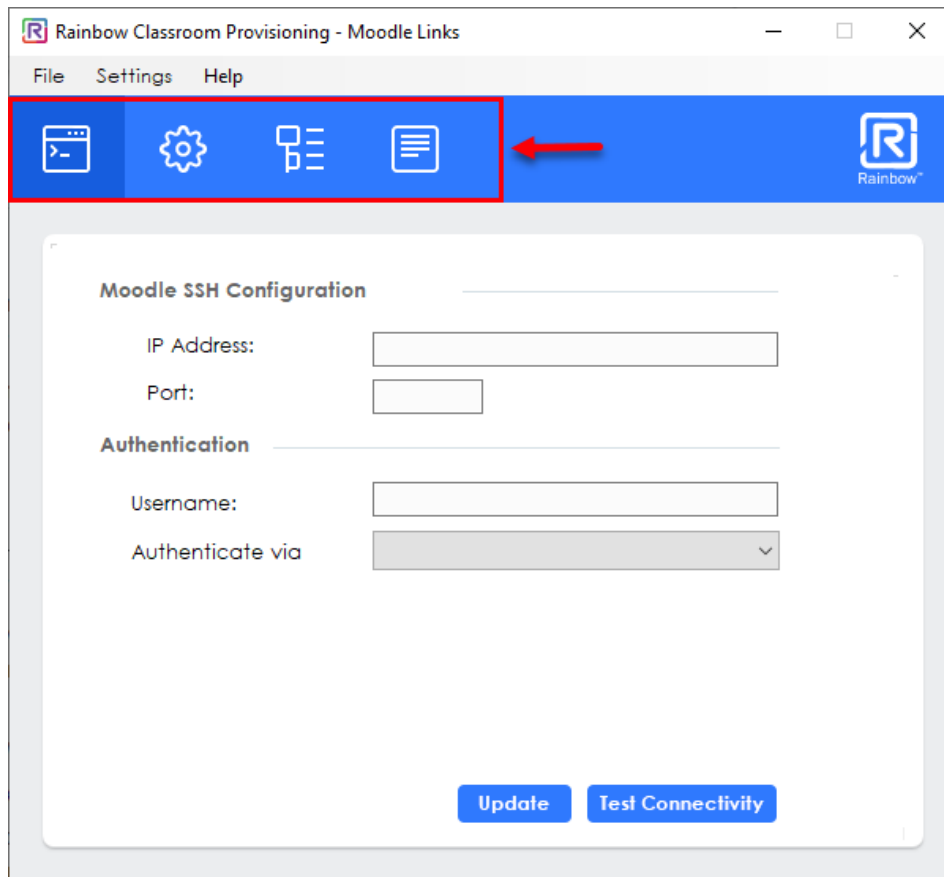 Rainbow Classroom Provisioning - Moodle Links
File Settings Help
Rainbow™
Moodle SSH Configuration
IP Address:
Port:
Authentication
Username:
Authenticate via
Update Test Connectivity